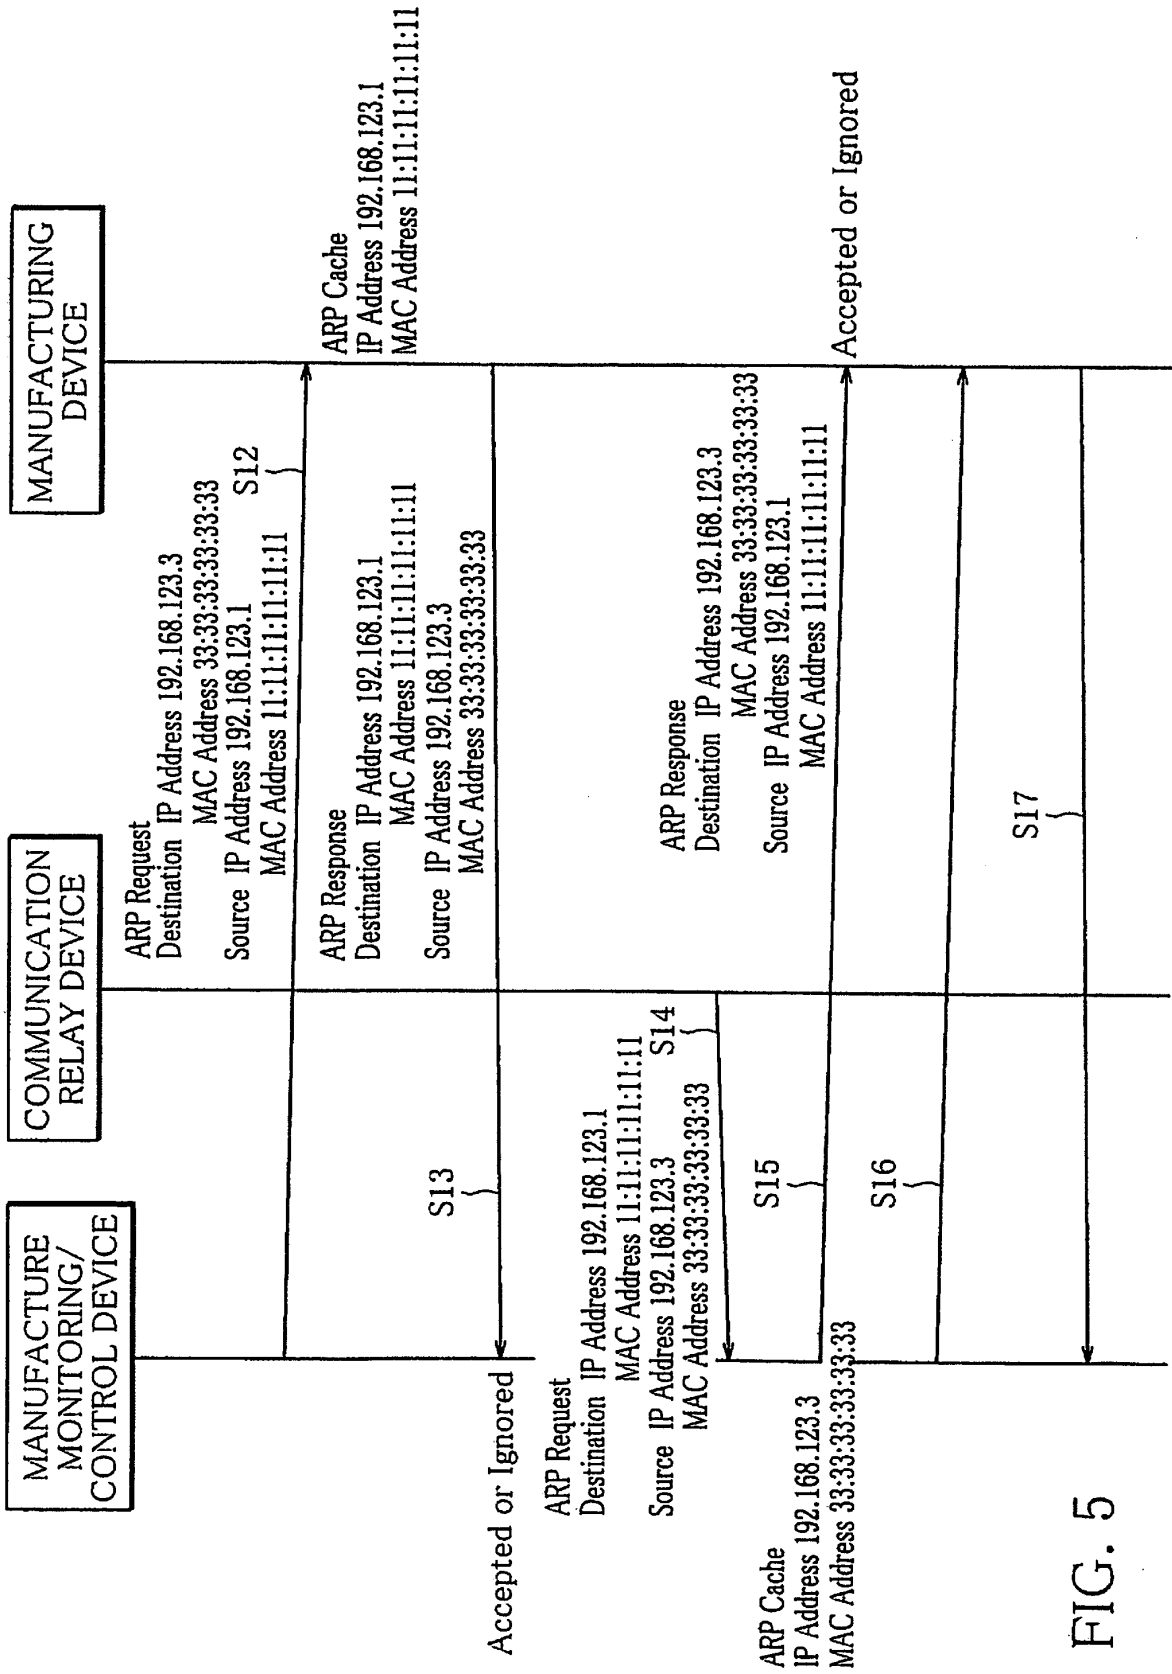 MANUFACTURE
MONITORING/
CONTROL DEVICE
COMMUNICATION
RELAY DEVICE
MANUFACTURING
DEVICE
ARP Request
Destination IP Address 192.168.123.3
MAC Address 33:33:33:33:33:33
Source IP Address 192.168.123.1
MAC Address 11:11:11:11:11:11
S12
ARP Cache
IP Address 192.168.123.1
MAC Address 11:11:11:11:11:11
ARP Response
Destination IP Address 192.168.123.1
MAC Address 11:11:11:11:11:11
Source IP Address 192.168.123.3
MAC Address 33:33:33:33:33:33
S13
Accepted or Ignored
ARP Request
Destination IP Address 192.168.123.1
MAC Address 11:11:11:11:11:11
Source IP Address 192.168.123.3
MAC Address 33:33:33:33:33:33
S14
ARP Cache
IP Address 192.168.123.3
MAC Address 33:33:33:33:33:33
ARP Response
Destination IP Address 192.168.123.3
MAC Address 33:33:33:33:33:33
Source IP Address 192.168.123.1
MAC Address 11:11:11:11:11:11
S15
Accepted or Ignored
S16
S17
FIG. 5